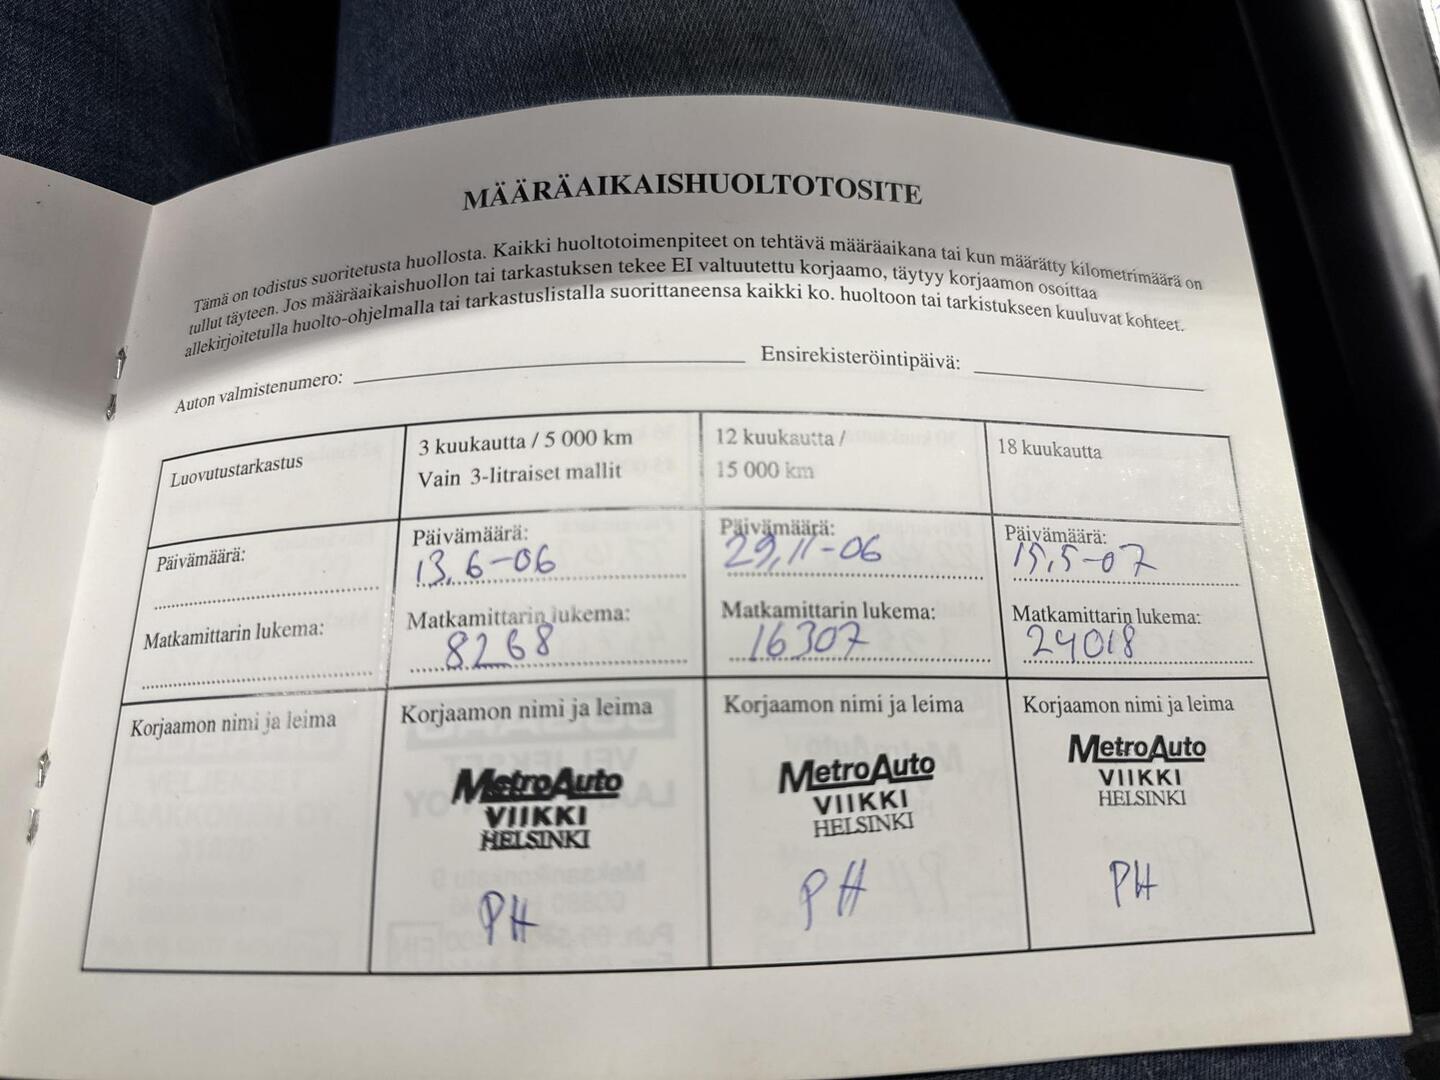 MÄÄRÄAIKAISHUOLTOTOSITE
Tämä on todistus suoritetusta huollosta. Kaikki huoltotoimenpiteet on tehtävä määräaikana tai kun määrätty kilometrimäärä on
tullut täyteen. Jos määräaikaishuollon tai tarkastuksen tekee EI valtuutettu korjaamo, täytyy korjaamon osoittaa
allekirjoitetulla huolto-ohjelmalla tai tarkastuslistalla suorittaneensa kaikki ko. huoltoon tai tarkistukseen kuuluvat kohteet.
Auton valmistenumero:
Ensirekisteröintipäivä:
Luovutustarkastus
Päivämäärä:
Matkamittarin lukema:
Korjaamon nimi ja leima
3 kuukautta / 5 000 km
Vain 3-litraiset mallit
Päivämäärä:
13.6-06
Matkamittarin lukema:
8268
Korjaamon nimi ja leima
MetroAuto
VIIKKI
HELSINKI
PH
12 kuukautta /
15 000 km
Päivämäärä:
29,11-06
Matkamittarin lukema:
16307
Korjaamon nimi ja leima
MetroAuto
VIIKKI
HELSINKI
PH
18 kuukautta
Päivämäärä:
15,5-07
Matkamittarin lukema:
24018
Korjaamon nimi ja leima
MetroAuto
VIIKKI
HELSINKI
PH